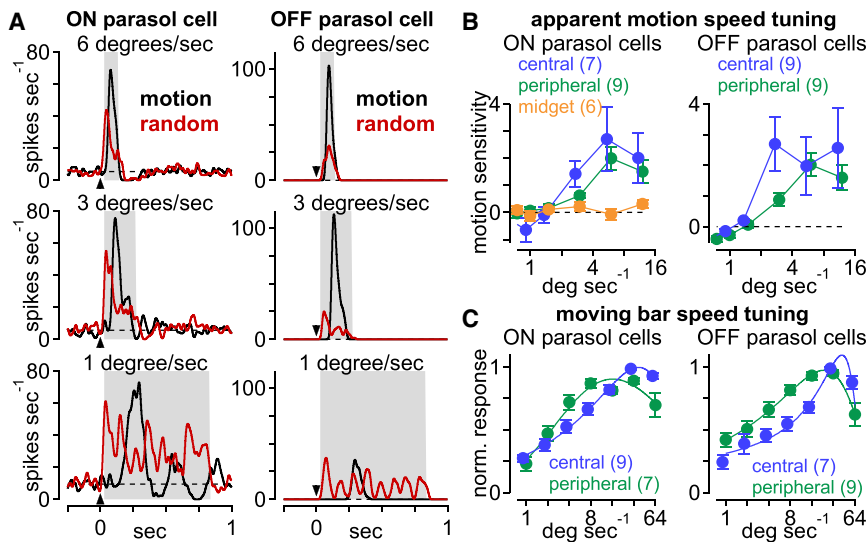 A
ON parasol cell
OFF parasol cell
6 degrees/sec
6 degrees/sec
80
0
spikes sec-1
motion
random
100
0
motion
random
3 degrees/sec
3 degrees/sec
80
0
spikes sec-1
100
0
1 degree/sec
1 degree/sec
80
0
spikes sec-1
100
0
0 sec 1
0 sec 1
B
apparent motion speed tuning
ON parasol cells
OFF parasol cells
central (7)
peripheral (9)
midget (6)
central (9)
peripheral (9)
motion sensitivity
4
0
4
0
1 4 16
deg sec-1
1 4 16
deg sec-1
C
moving bar speed tuning
ON parasol cells
OFF parasol cells
norm. response
1
0
1
0
central (9)
peripheral (7)
central (7)
peripheral (9)
1 8 64
deg sec-1
1 8 64
deg sec-1